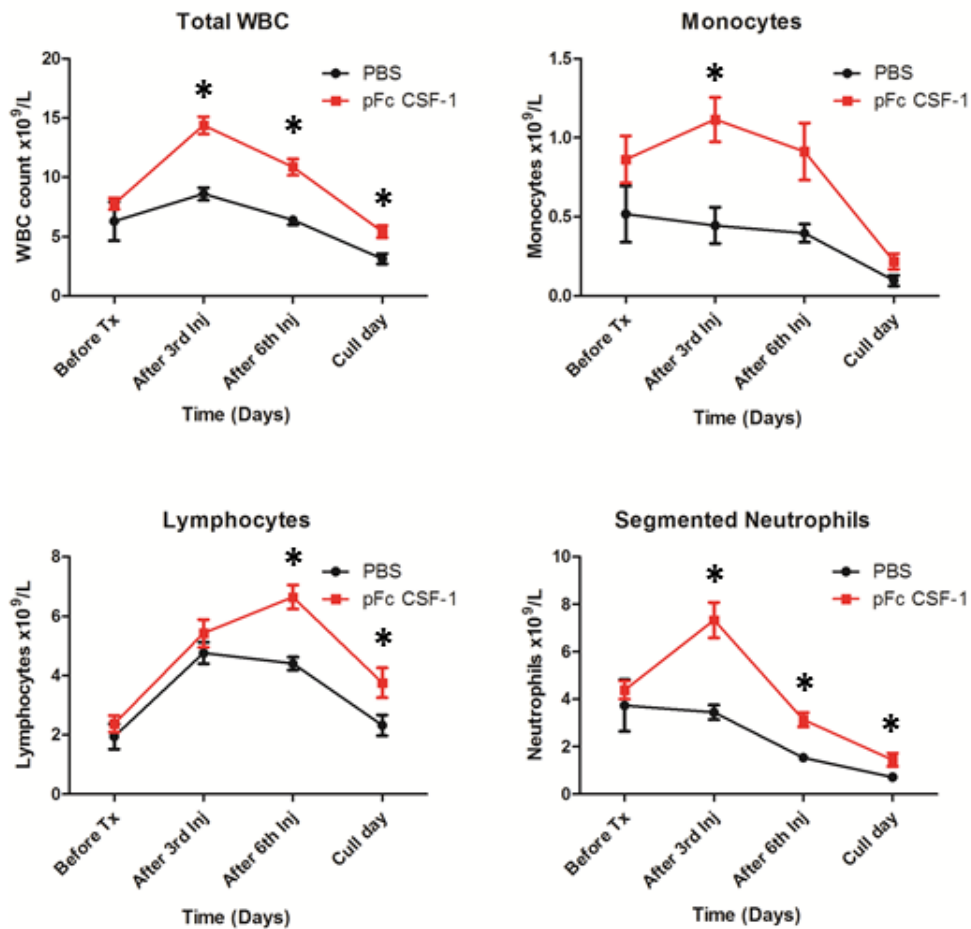 Total WBC
20
15
10
5
0
WBC count x10⁹/L
PBS
pFc CSF-1
*
*
*
Before Tx
After 3rd Inj
After 6th Inj
Cull day
Time (Days)
Monocytes
1.5
1.0
0.5
0.0
Monocytes x10⁹/L
PBS
pFc CSF-1
*
Before Tx
After 3rd Inj
After 6th Inj
Cull day
Time (Days)
Lymphocytes
8
6
4
2
0
Lymphocytes x10⁹/L
PBS
pFc CSF-1
*
*
Before Tx
After 3rd Inj
After 6th Inj
Cull day
Time (Days)
Segmented Neutrophils
10
8
6
4
2
0
Neutrophils x10⁹/L
PBS
pFc CSF-1
*
*
*
Before Tx
After 3rd Inj
After 6th Inj
Cull day
Time (Days)